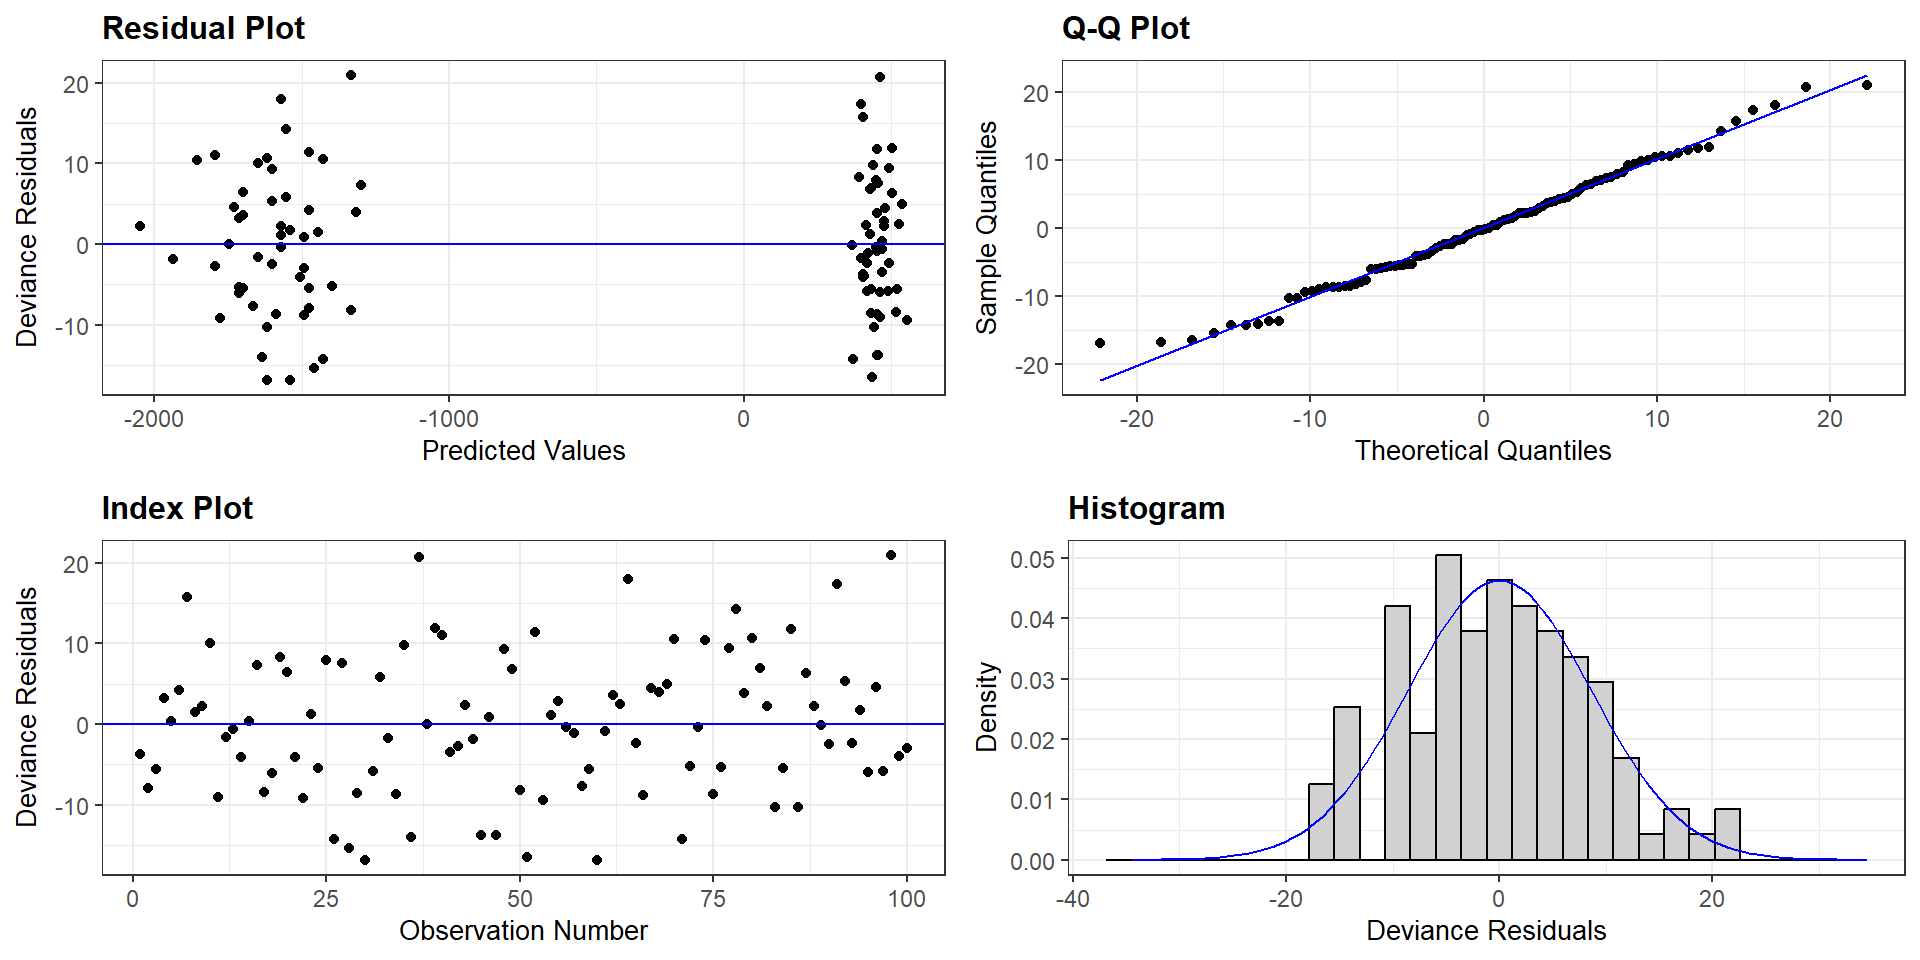 Residual Plot
20
10
0
-10
Deviance Residuals
-2000 -1000 0
Predicted Values
Q-Q Plot
20
10
0
-10
-20
Sample Quantiles
-20 -10 0 10 20
Theoretical Quantiles
Index Plot
20
10
0
-10
Deviance Residuals
0 25 50 75 100
Observation Number
Histogram
0.05
0.04
0.03
0.02
0.01
0.00
Density
-40 -20 0 20
Deviance Residuals